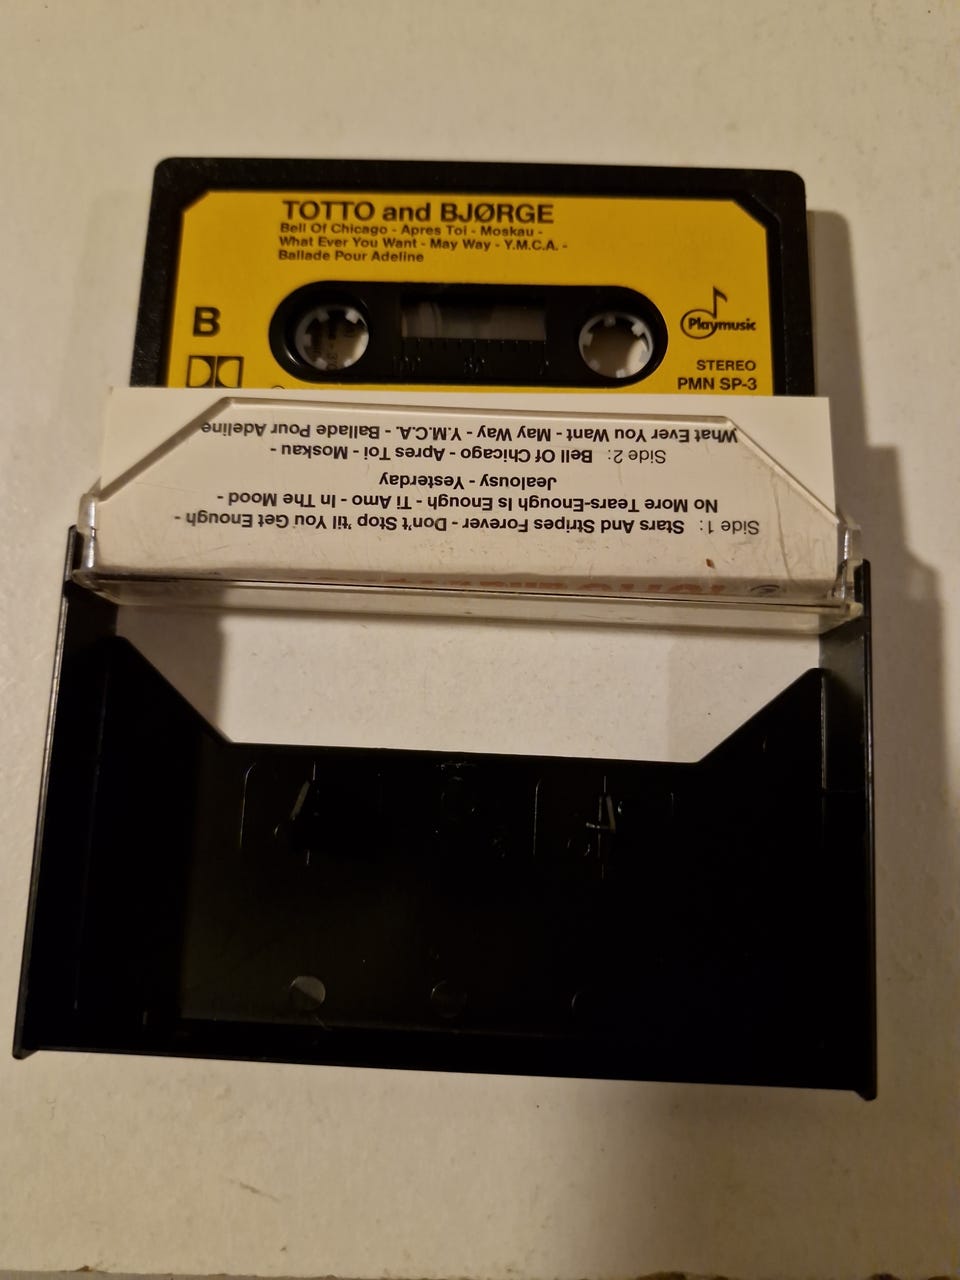 TOTTO and BJØRGE
Bell Of Chicago - Apres Toi - Moskau -
What Ever You Want - May Way - Y.M.C.A. -
Ballade Pour Adeline
B
Playmusic
STEREO
PMN SP-3
Side 1: Stars And Stripes Forever - Don't Stop 'til You Get Enough -
No More Tears-Enough Is Enough - Ti Amo - In The Mood -
Jealousy - Yesterday
Side 2: Bell Of Chicago - Apres Toi - Moskau -
What Ever You Want - May Way - Y.M.C.A. - Ballade Pour Adeline